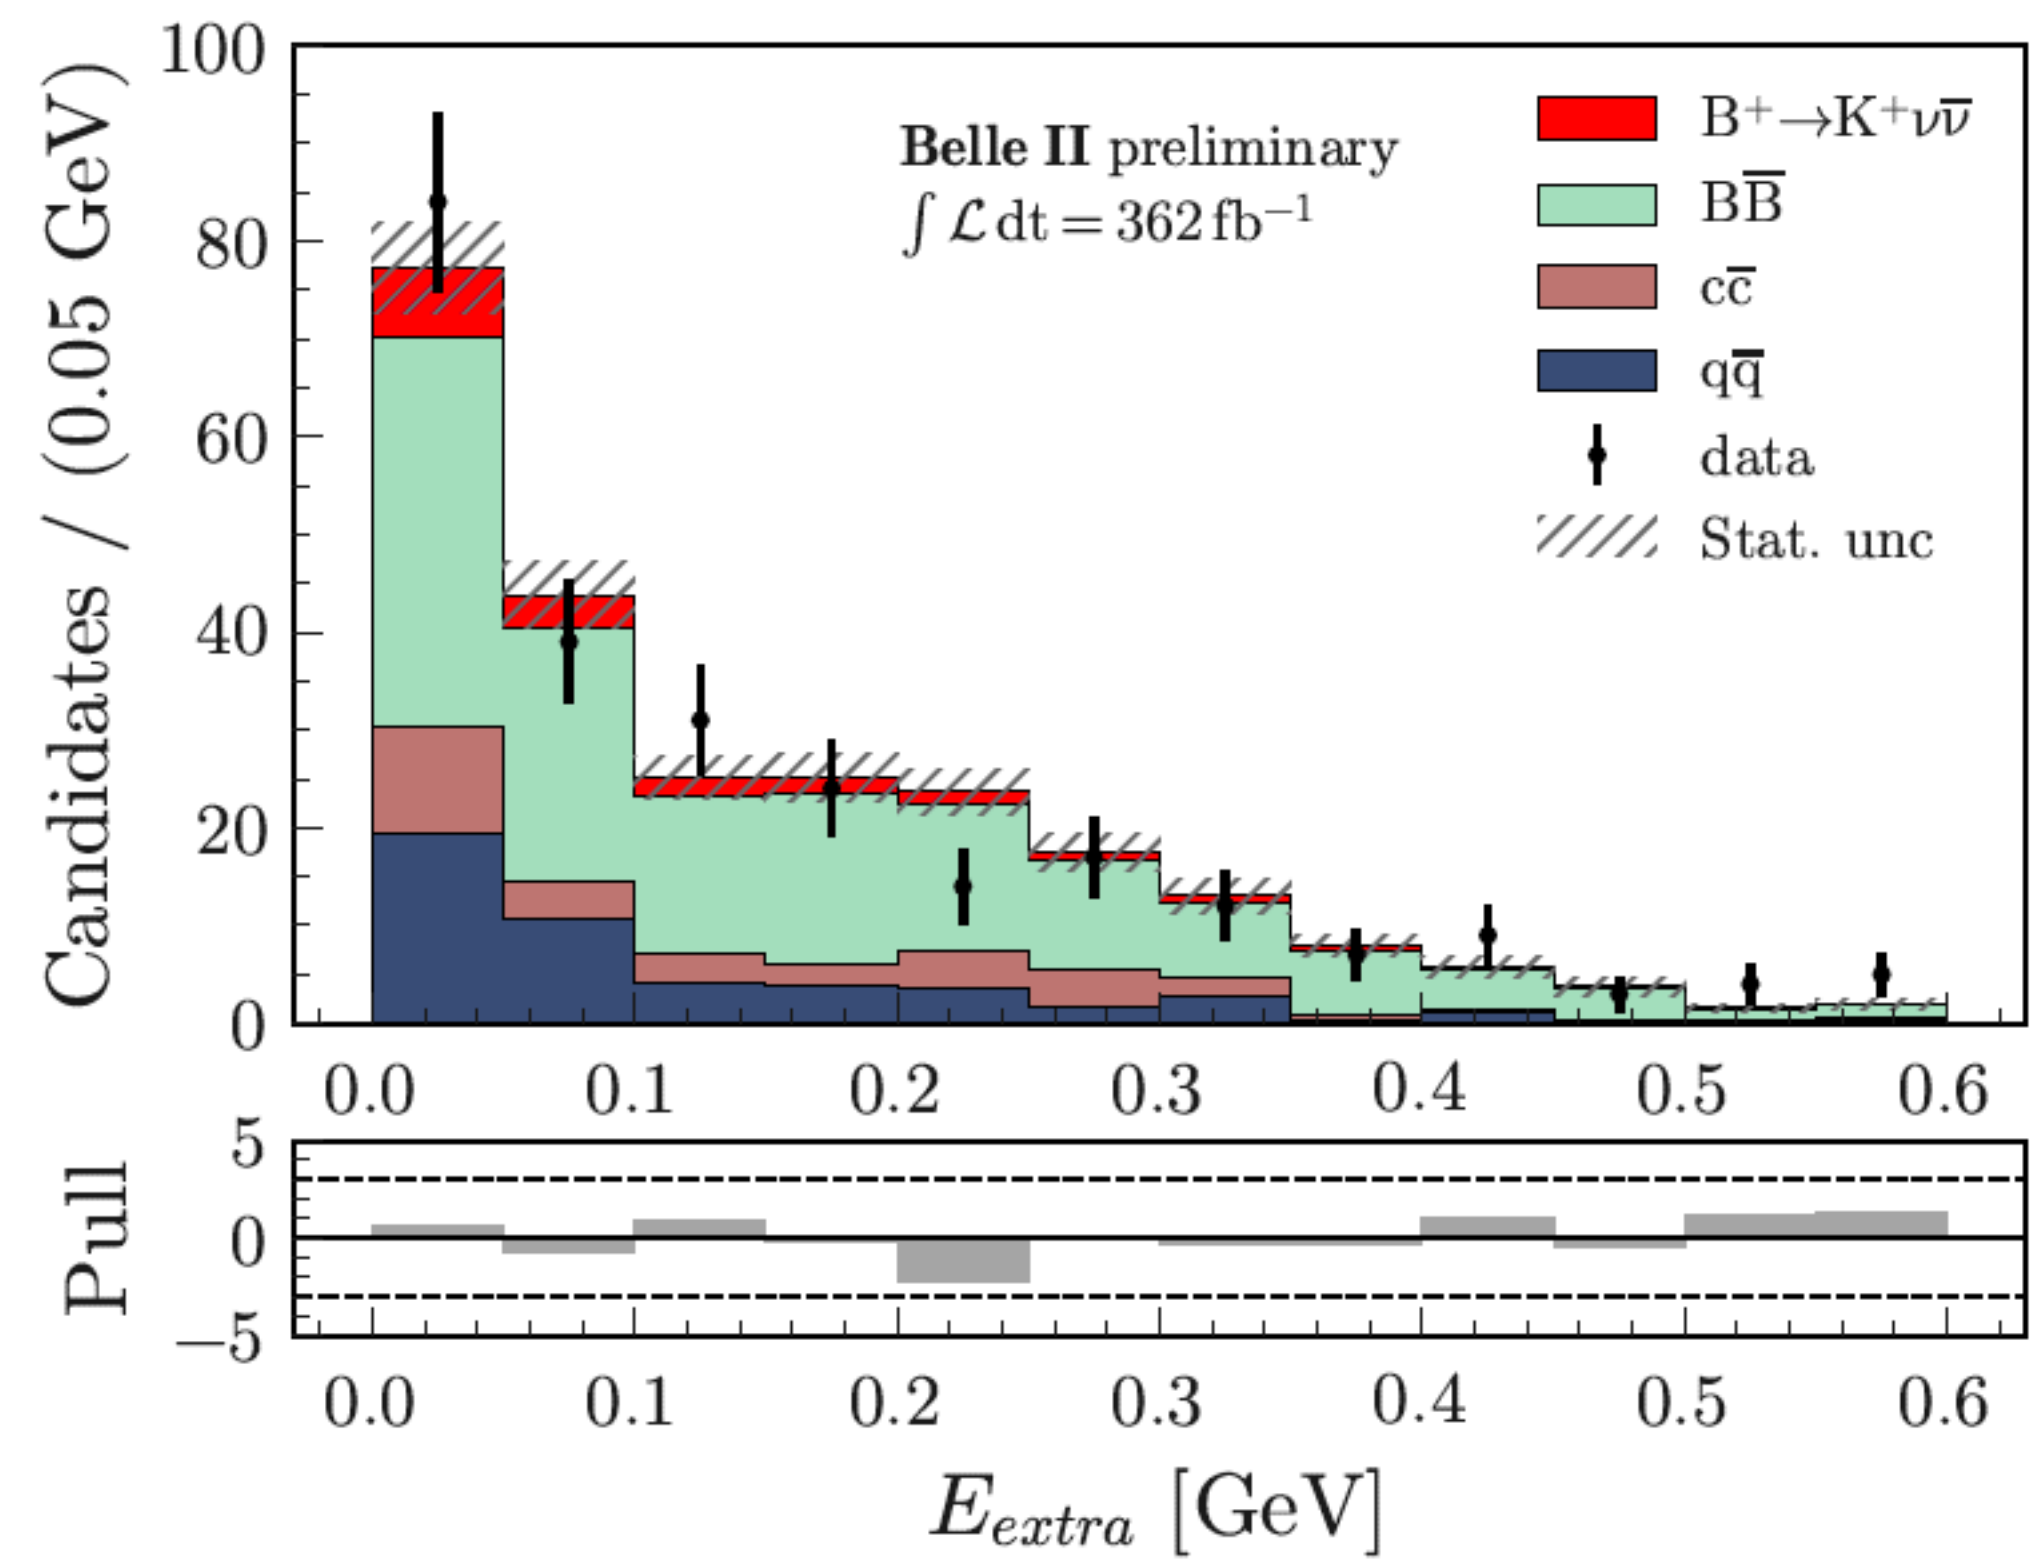 Candidates / (0.05 GeV)
100
80
60
40
20
0
Belle II preliminary
∫ ℒ dt = 362 fb⁻¹
B⁺→K⁺νν̅
BB̅
cc̅
qq̅
data
Stat. unc
0.0 0.1 0.2 0.3 0.4 0.5 0.6
Pull
5
0
−5
0.0 0.1 0.2 0.3 0.4 0.5 0.6
E_extra [GeV]